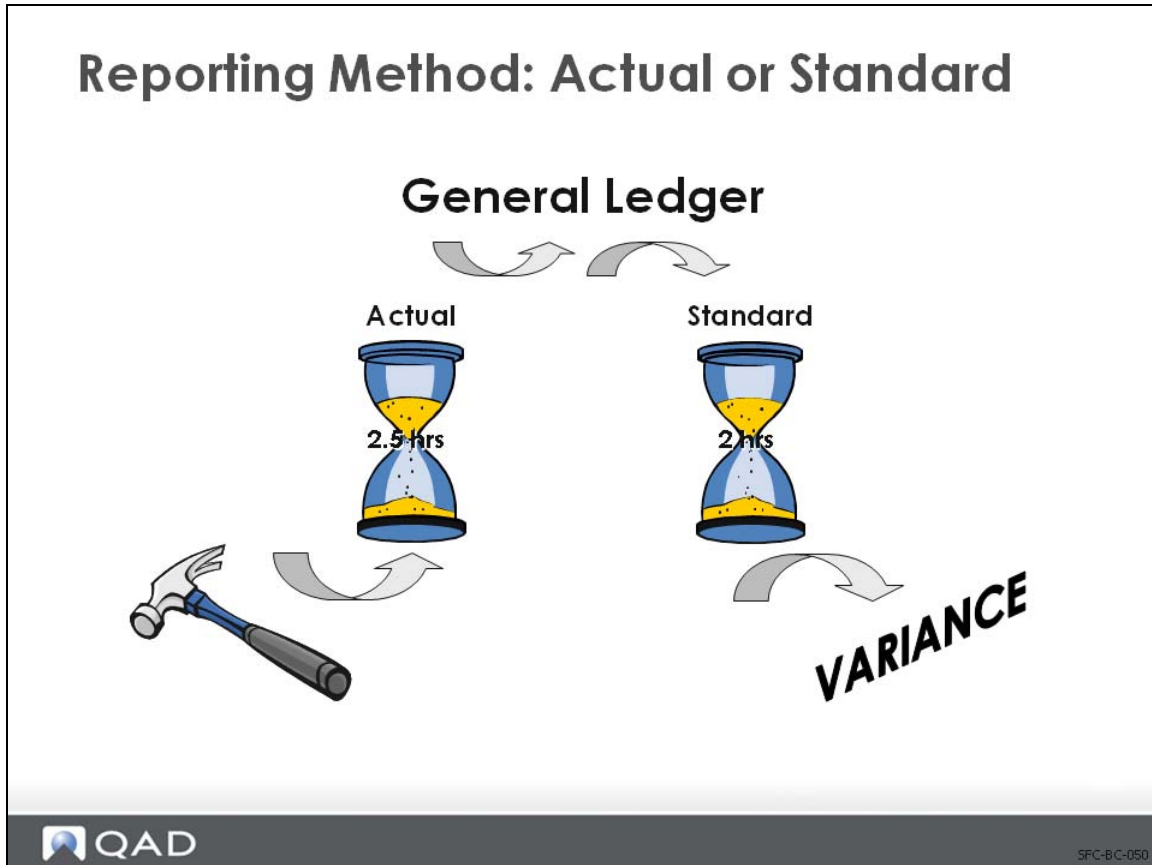 Reporting Method: Actual or Standard
General Ledger
Actual
Standard
2.5 hrs
2 hrs
VARIANCE
QAD
SFC-BC-050